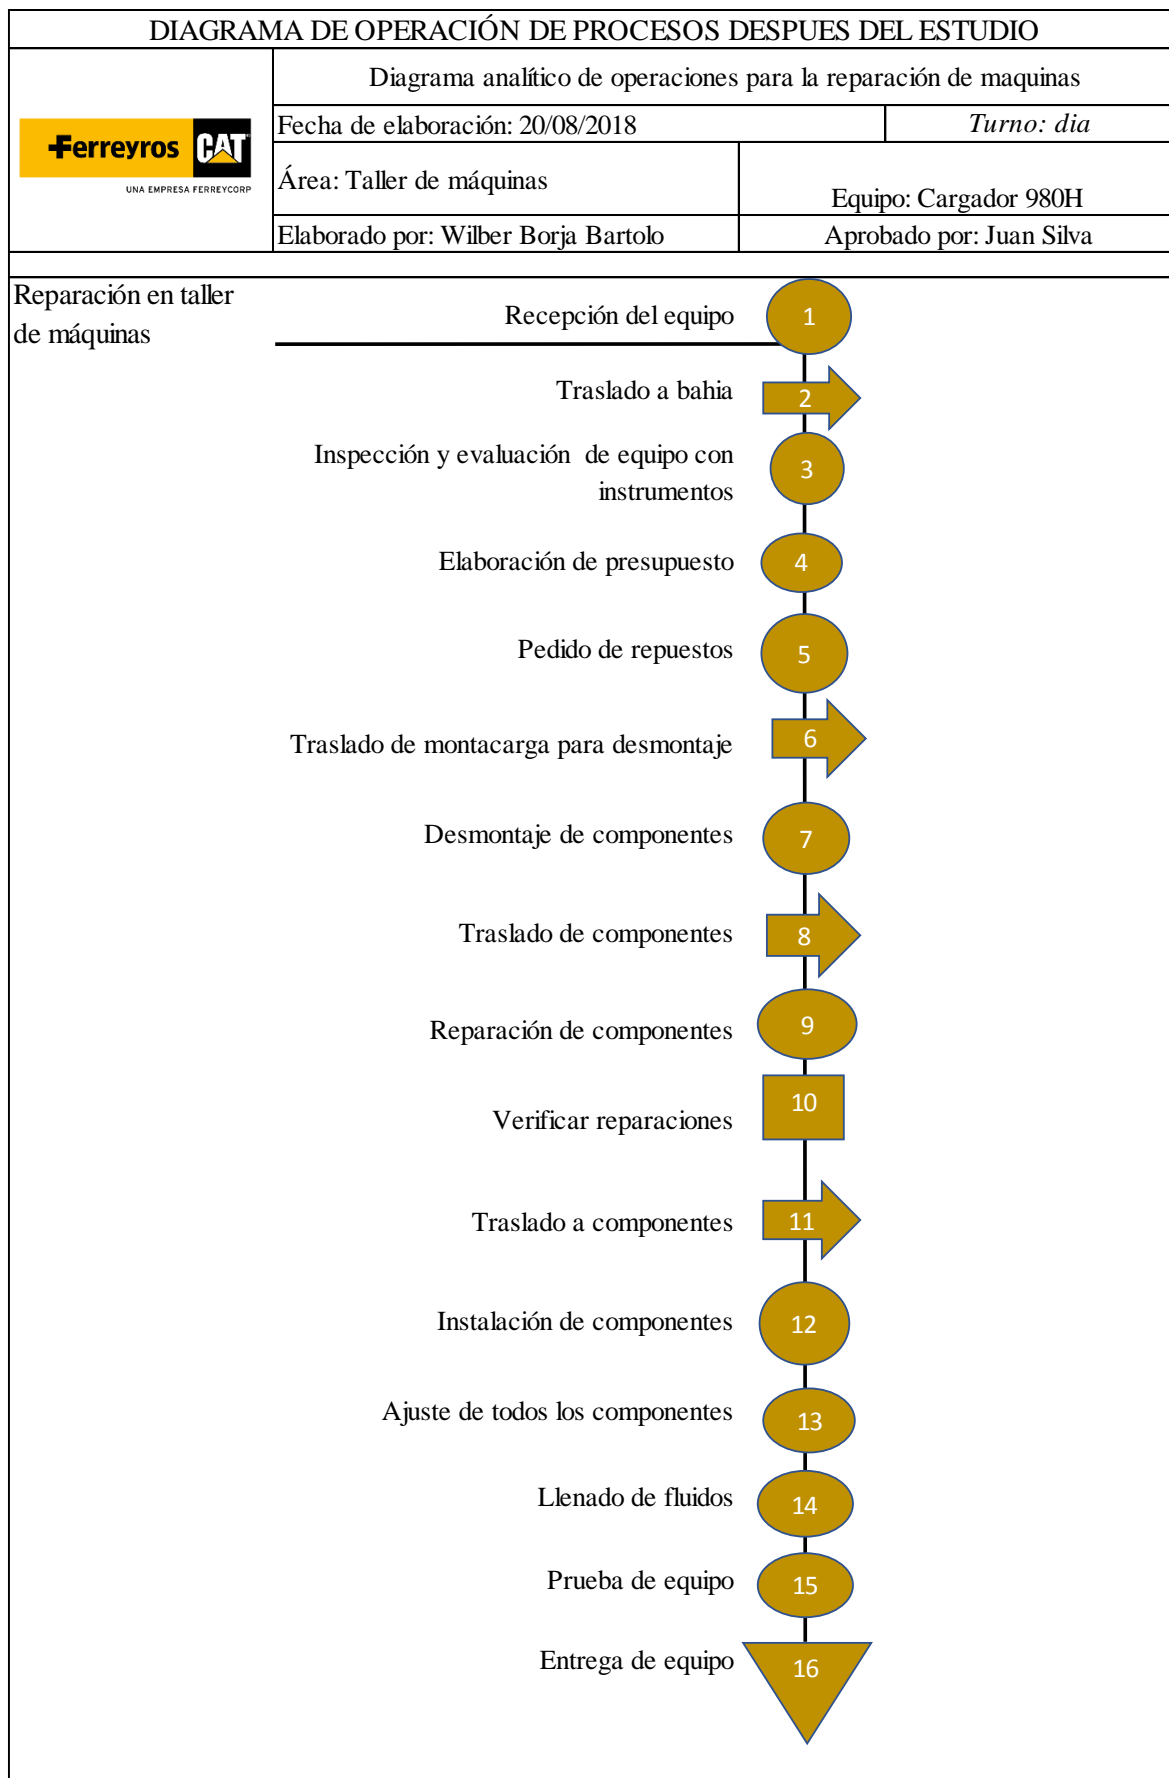 DIAGRAMA DE OPERACIÓN DE PROCESOS DESPUES DEL ESTUDIO
Diagrama analítico de operaciones para la reparación de maquinas
Fecha de elaboración: 20/08/2018
Turno: dia
Ferreyros CAT
UNA EMPRESA FERREYCORP
Área: Taller de máquinas
Equipo: Cargador 980H
Elaborado por: Wilber Borja Bartolo
Aprobado por: Juan Silva
Reparación en taller
de máquinas
Recepción del equipo
1
Traslado a bahia
2
Inspección y evaluación de equipo con
instrumentos
3
Elaboración de presupuesto
4
Pedido de repuestos
5
Traslado de montacarga para desmontaje
6
Desmontaje de componentes
7
Traslado de componentes
8
Reparación de componentes
9
Verificar reparaciones
10
Traslado a componentes
11
Instalación de componentes
12
Ajuste de todos los componentes
13
Llenado de fluidos
14
Prueba de equipo
15
Entrega de equipo
16